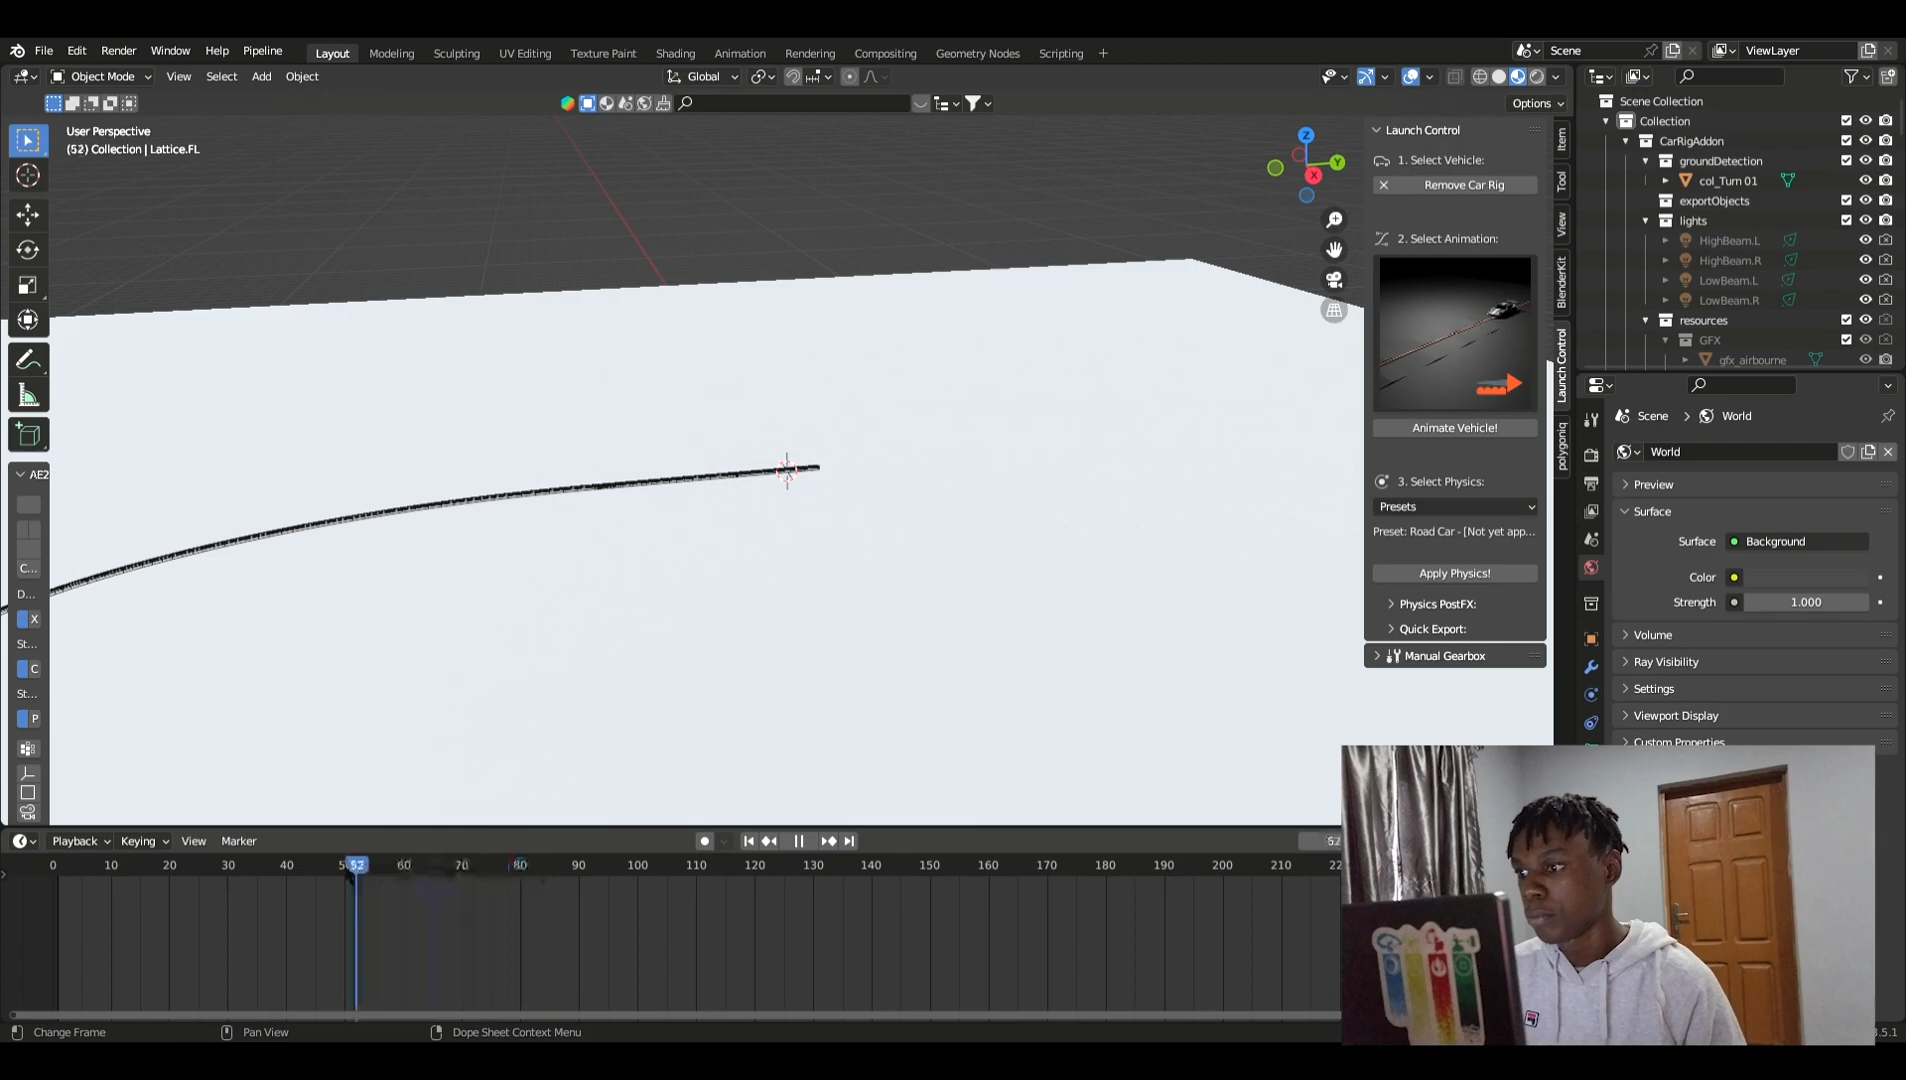 File Edit Render Window Help Pipeline
Layout Modeling Sculpting UV Editing Texture Paint Shading Animation Rendering Compositing Geometry Nodes Scripting +
Scene
ViewLayer
Object Mode View Select Add Object
Global
Options
User Perspective
(52) Collection | Lattice.FL
Z
Y
X
AE2
C...
D...
X
St...
C
St...
P
Launch Control
1. Select Vehicle:
Remove Car Rig
2. Select Animation:
Animate Vehicle!
3. Select Physics:
Presets
Preset: Road Car - [Not yet app...
Apply Physics!
Physics PostFX:
Quick Export:
Manual Gearbox
Item
Tool
View
BlenderKit
Launch Control
polygoniq
Scene Collection
Collection
CarRigAddon
groundDetection
col_Turn 01
exportObjects
lights
HighBeam.L
HighBeam.R
LowBeam.L
LowBeam.R
resources
GFX
gfx_airbourne
Scene > World
World
Preview
Surface
Surface Background
Color
Strength 1.000
Volume
Ray Visibility
Settings
Viewport Display
Custom Properties
Playback Keying View Marker
52
0 10 20 30 40 52 60 70 80 90 100 110 120 130 140 150 160 170 180 190 200 210
Change Frame Pan View Dope Sheet Context Menu
3.5.1